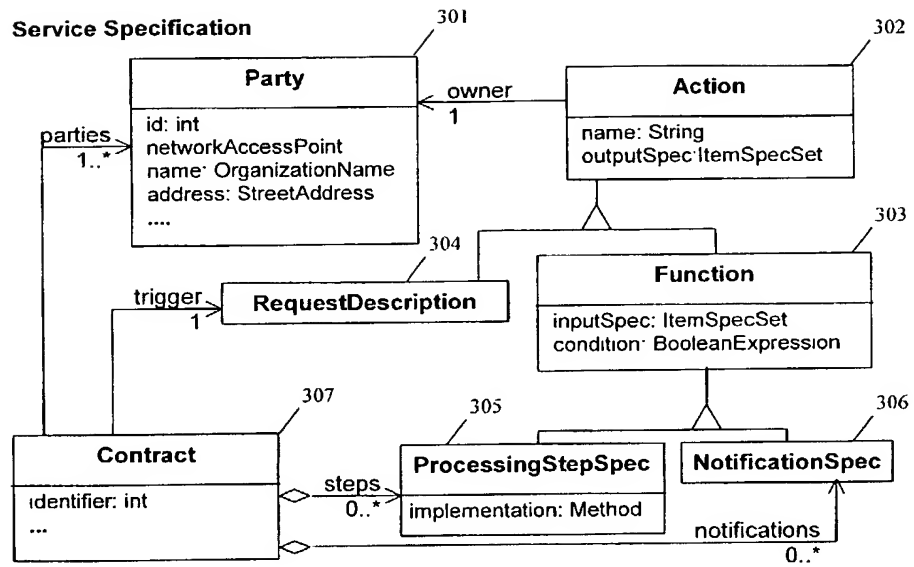 Service Specification
301
302
Party
id: int
networkAccessPoint
name: OrganizationName
address: StreetAddress
....
owner
1
Action
name: String
outputSpec:ItemSpecSet
parties
1..*
304
303
trigger
1
RequestDescription
Function
inputSpec: ItemSpecSet
condition: BooleanExpression
307
305
306
Contract
identifier: int
...
steps
0..*
ProcessingStepSpec
implementation: Method
NotificationSpec
notifications
0..*